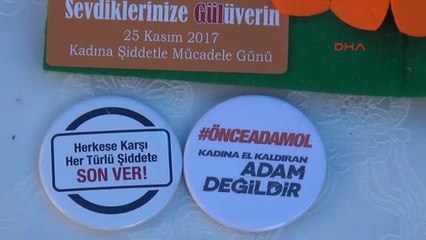 Sevdiklerinize Gülüverin
25 Kasım 2017
Kadına Şiddetle Mücadele Günü
DHA
Herkese Karşı
Her Türlü Şiddete
SON VER!
#ÖNCEADAMOL
KADINA EL KALDIRAN
ADAM
DEĞİLDİR